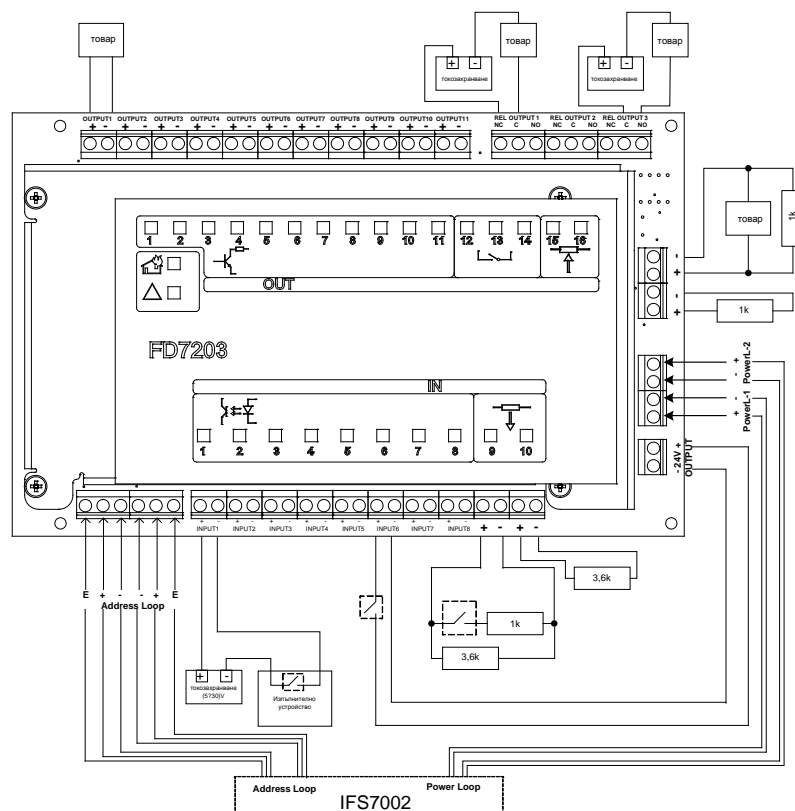 товар
товар
товар
+ -
токозахранване
+ -
токозахранване
OUTPUT1 OUTPUT2 OUTPUT3 OUTPUT4 OUTPUT5 OUTPUT6 OUTPUT7 OUTPUT8 OUTPUT9 OUTPUT10 OUTPUT11
+ - + - + - + - + - + - + - + - + - + - + -
REL OUTPUT 1 REL OUTPUT 2 REL OUTPUT 3
NC C NO NC C NO NC C NO
1 2 3 4 5 6 7 8 9 10 11 12 13 14 15 16
OUT
товар
1k
-
+
-
+
1k
FD7203
IN
1 2 3 4 5 6 7 8 9 10
+
-
PowerL-2
-
+
PowerL-1
- 24V +
OUTPUT
+ - + - + - + - + - + - + - + - + - + -
INPUT1 INPUT2 INPUT3 INPUT4 INPUT5 INPUT6 INPUT7 INPUT8
E + - - + E
Address Loop
3,6k
1k
3,6k
+ -
токозахранване
(5?30)V
Изпълнително
устройство
Address Loop
Power Loop
IFS7002